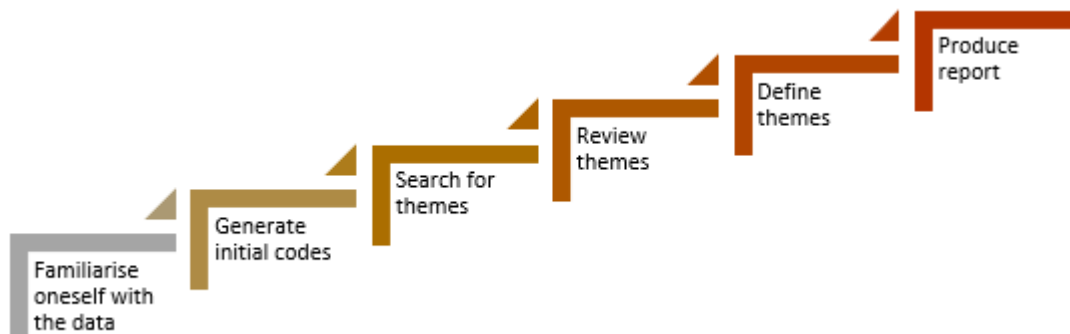 Familiarise
oneself with
the data
Generate
initial codes
Search for
themes
Review
themes
Define
themes
Produce
report